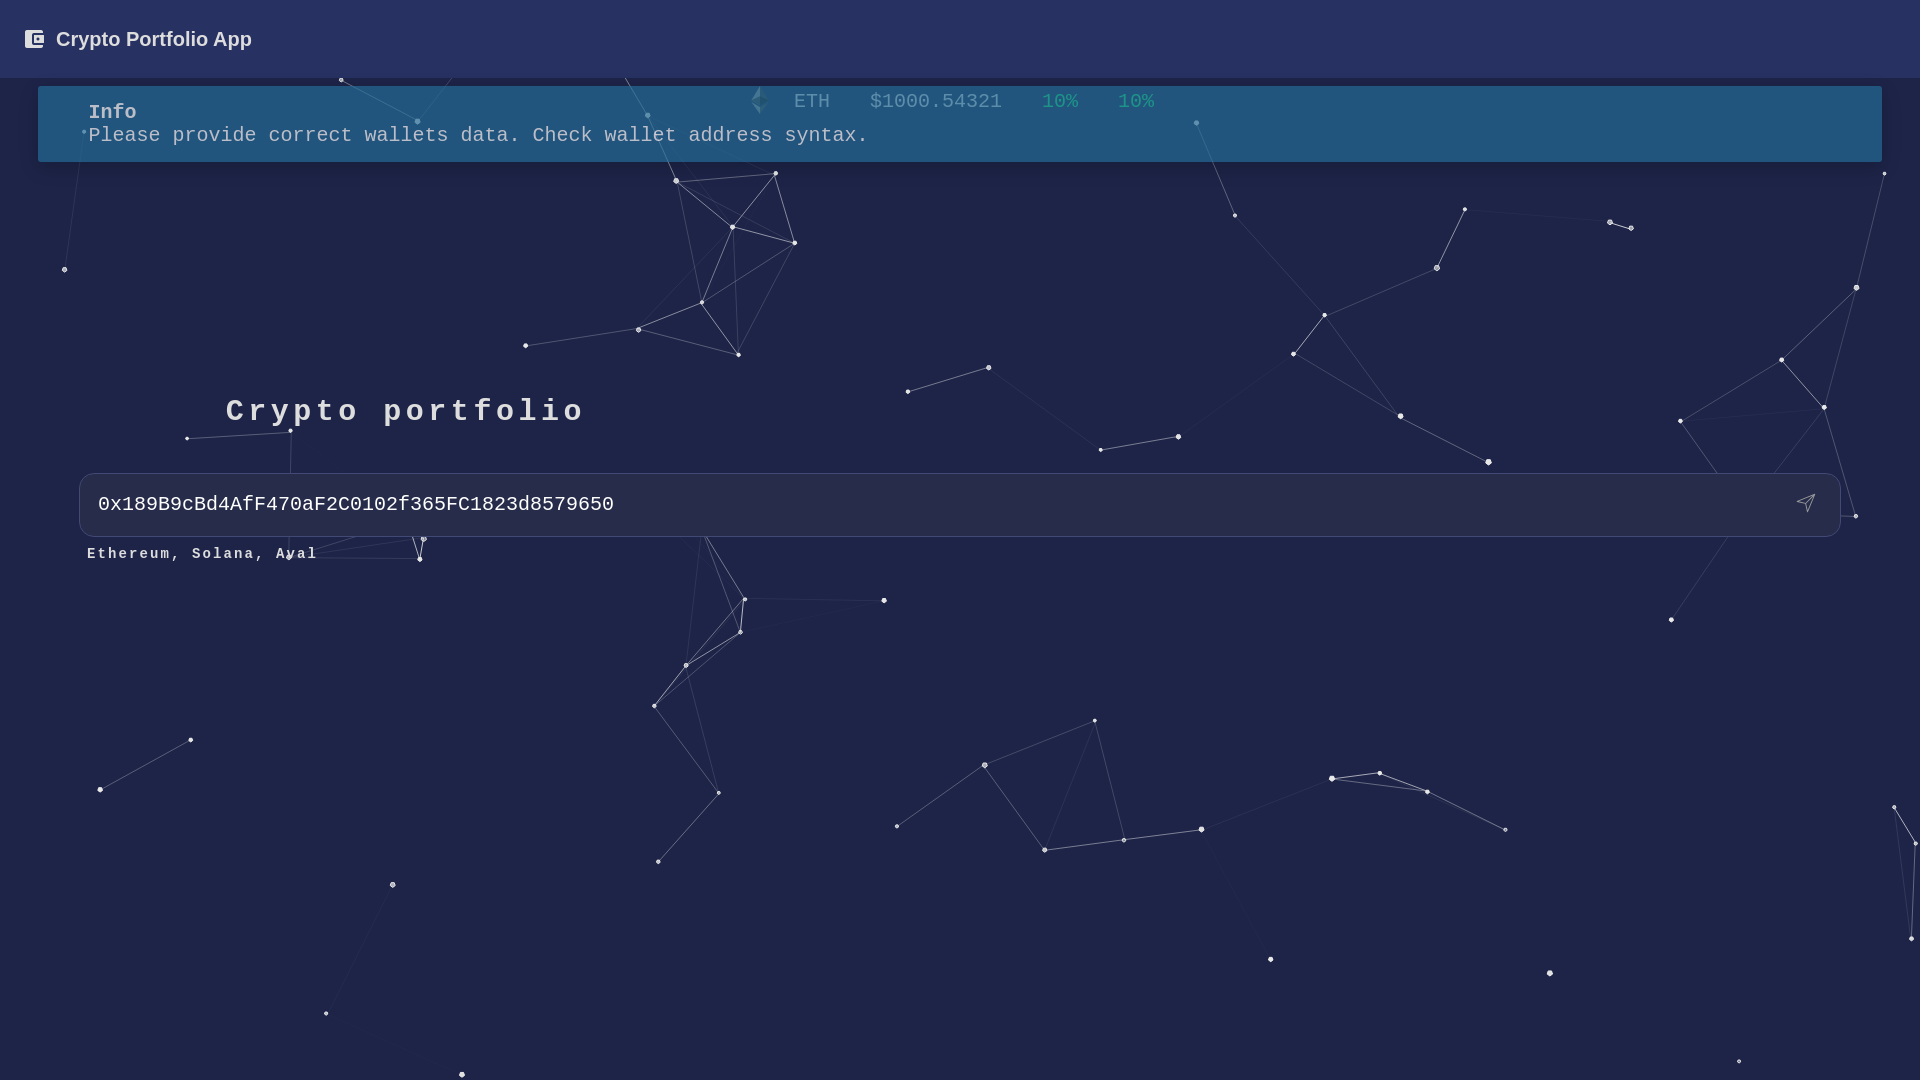 Crypto Portfolio App
ETH $1000.54321 10% 10%
Info
Please provide correct wallets data. Check wallet address syntax.
Crypto portfolio
0x189B9cBd4AfF470aF2C0102f365FC1823d8579650
Ethereum, Solana, Aval